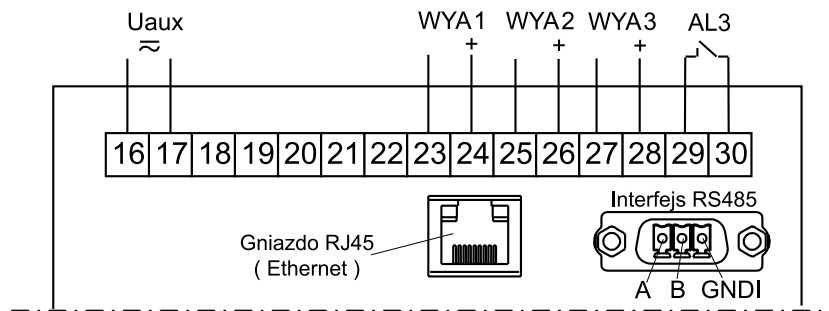 Uaux WYA1 WYA2 WYA3 AL3
+ + +
16 17 18 19 20 21 22 23 24 25 26 27 28 29 30
Interfejs RS485
Gniazdo RJ45
( Ethernet )
A B GNDI